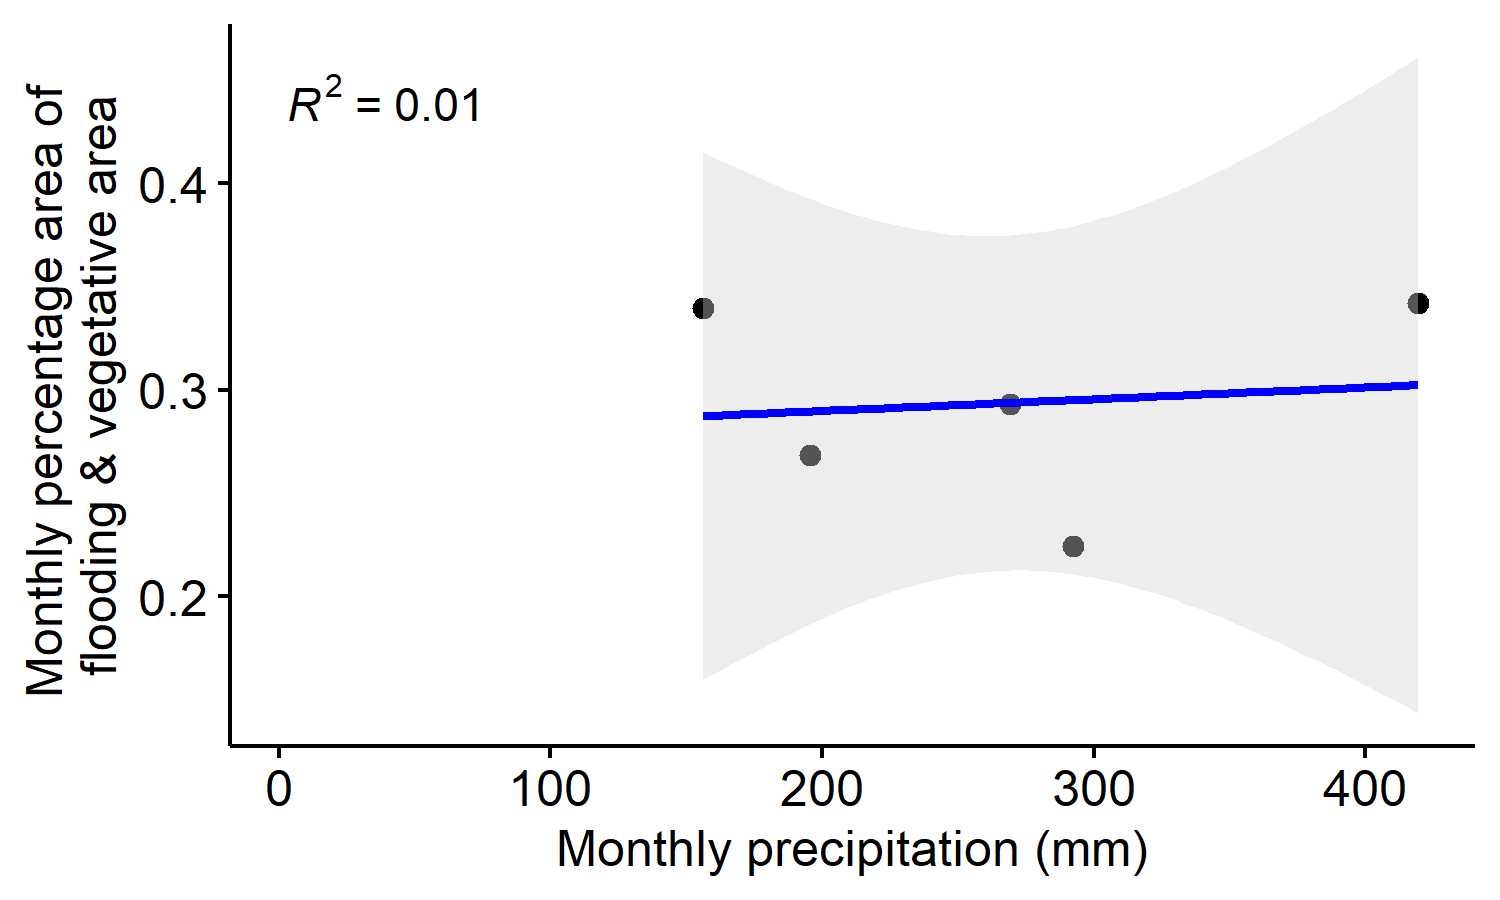 R² = 0.01
Monthly percentage area of
flooding & vegetative area
0.4
0.3
0.2
0 100 200 300 400
Monthly precipitation (mm)